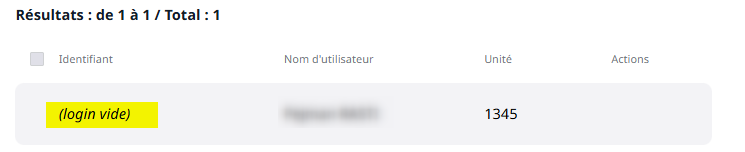 Résultats : de 1 à 1 / Total : 1
Identifiant Nom d'utilisateur Unité Actions
(login vide) 1345